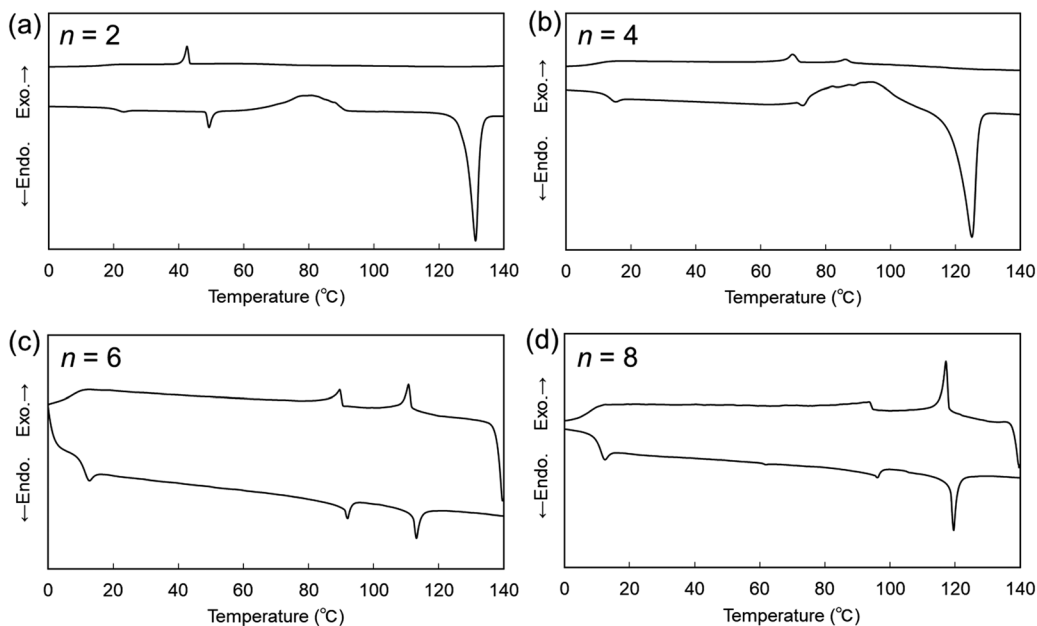 (a)
n = 2
Exo.→
←Endo.
0 20 40 60 80 100 120 140
Temperature (℃)
(b)
n = 4
Exo.→
←Endo.
0 20 40 60 80 100 120 140
Temperature (℃)
(c)
n = 6
Exo.→
←Endo.
0 20 40 60 80 100 120 140
Temperature (℃)
(d)
n = 8
Exo.→
←Endo.
0 20 40 60 80 100 120 140
Temperature (℃)